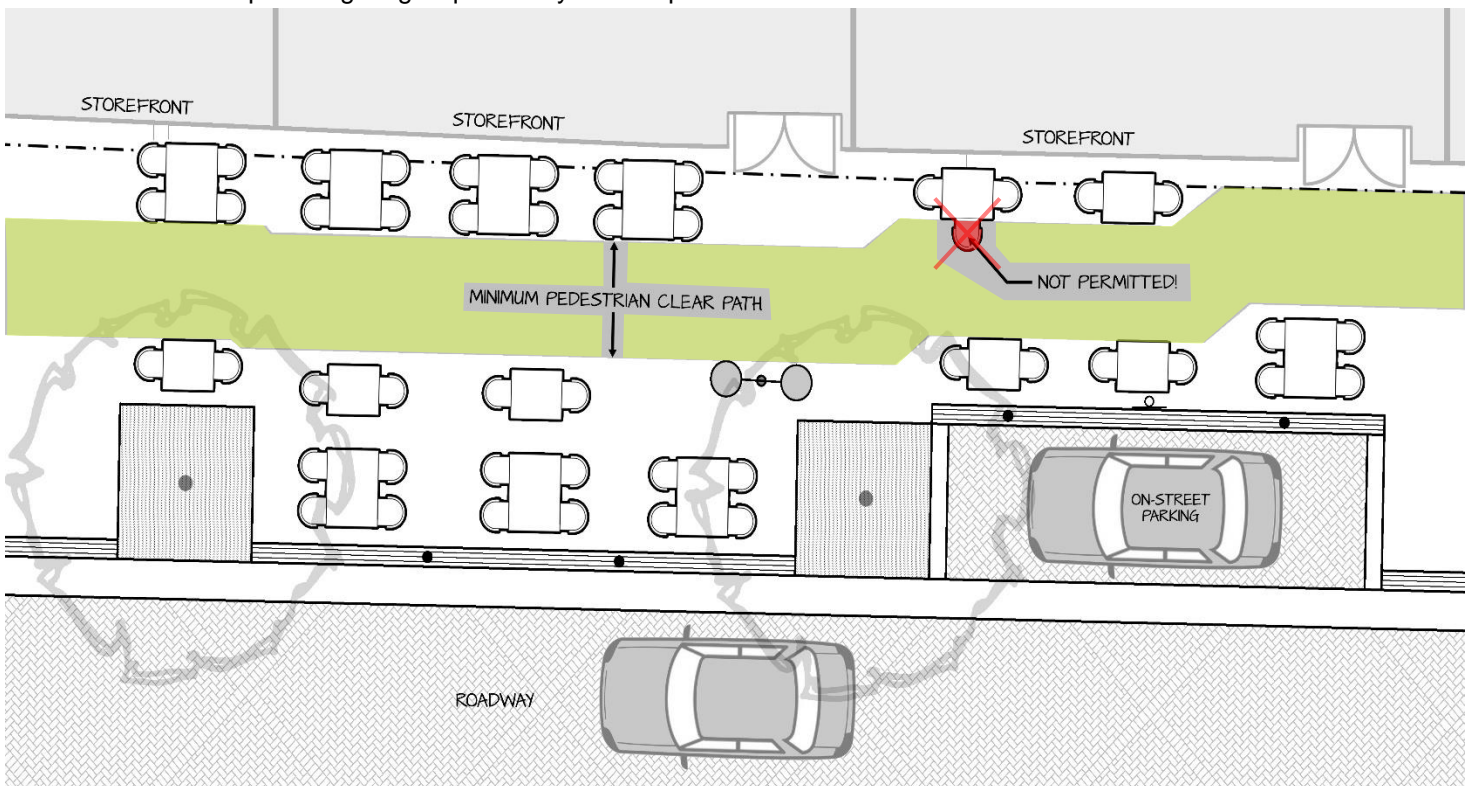 STOREFRONT
STOREFRONT
STOREFRONT
MINIMUM PEDESTRIAN CLEAR PATH
NOT PERMITTED!
ON-STREET
PARKING
ROADWAY